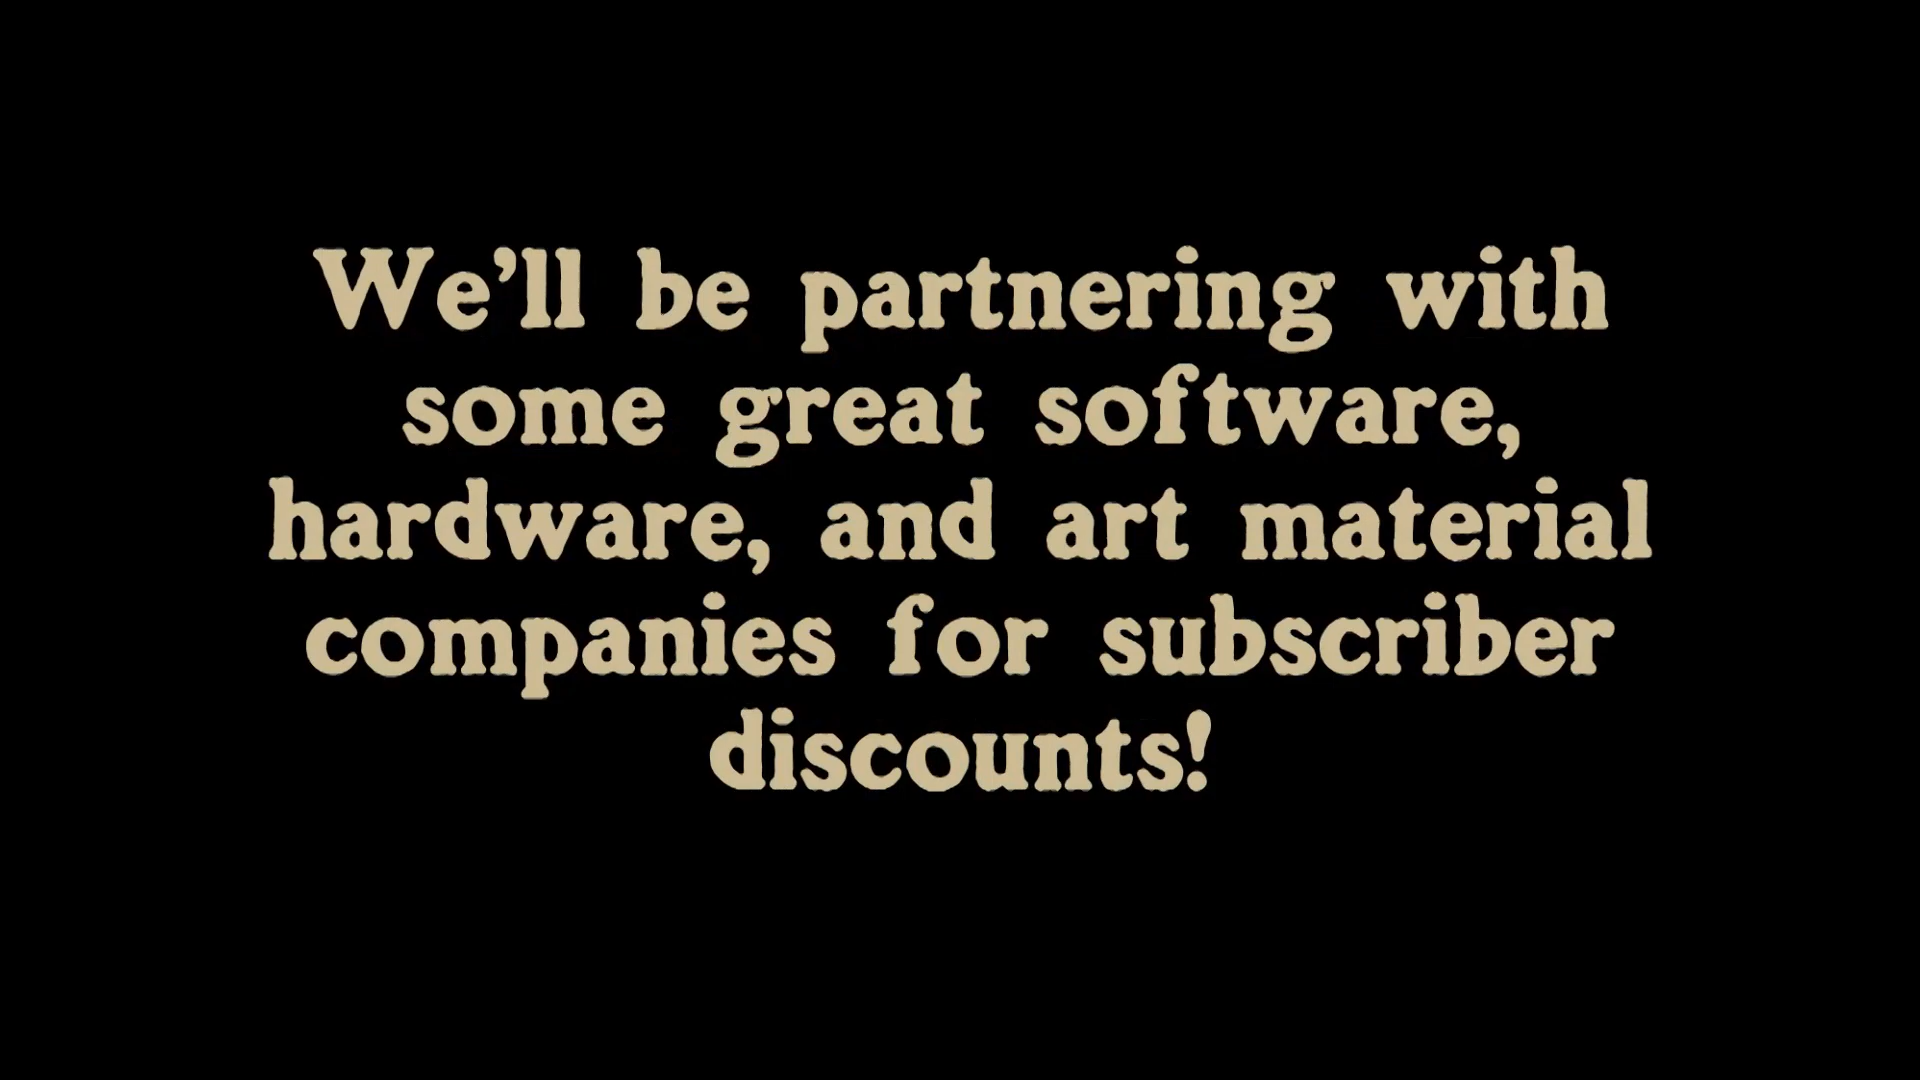 We’ll be partnering with
some great software,
hardware, and art material
companies for subscriber
discounts!